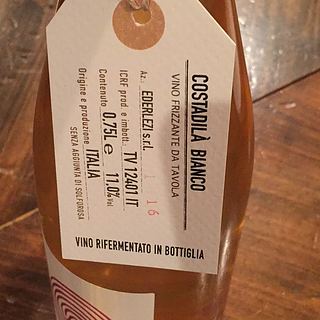 COSTADILÀ BIANCO
VINO FRIZZANTE DA TAVOLA
16
Az.: EDERLEZI s.r.l.
ICRF prod. e imbott.: TV 12401 IT
Contenuto 0,75L e 11.0% Vol
Origine e produzione ITALIA
SENZA AGGIUNTA DI SOLFOROSA
VINO RIFERMENTATO IN BOTTIGLIA